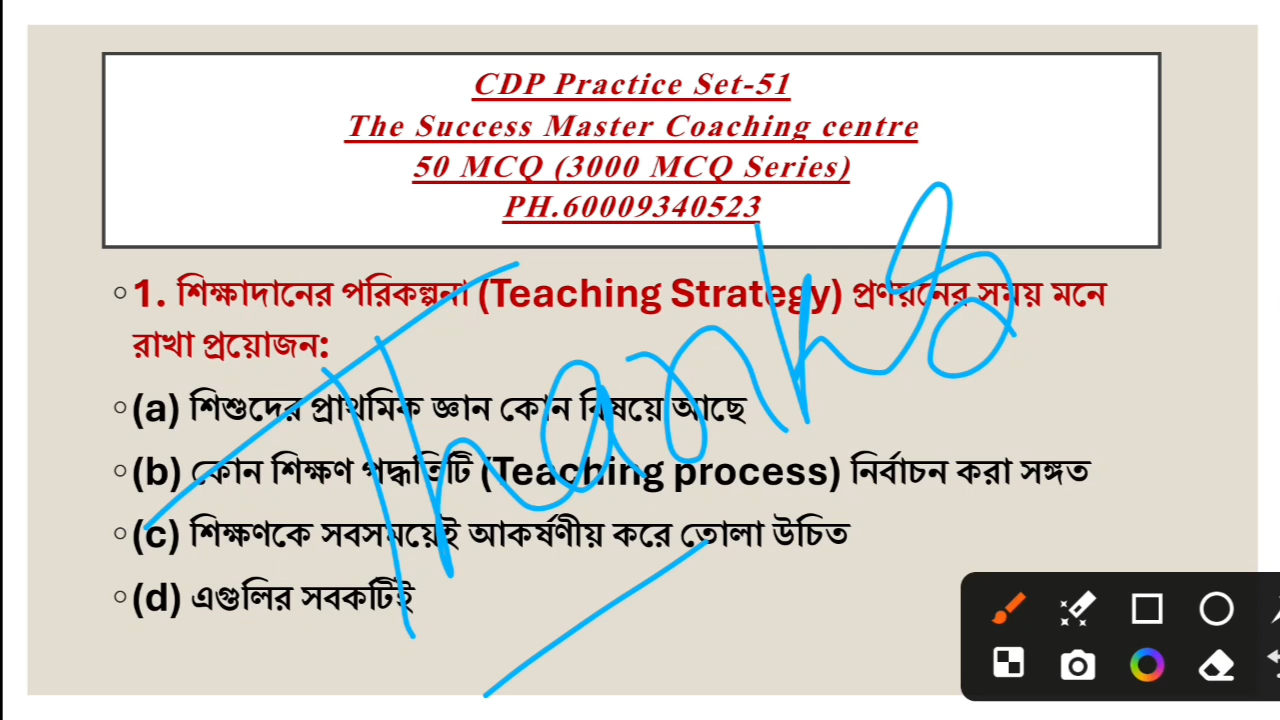 CDP Practice Set-51
The Success Master Coaching centre
50 MCQ (3000 MCQ Series)
PH.60009340523
1. শিক্ষাদানের পরিকল্পনা (Teaching Strategy) প্রণয়নের সময় মনে
রাখা প্রয়োজন:
(a) শিশুদের প্রাথমিক জ্ঞান কোন বিষয়ে আছে
(b) কোন শিক্ষণ পদ্ধতিটি (Teaching process) নির্বাচন করা সঙ্গত
(c) শিক্ষণকে সবসময়েই আকর্ষণীয় করে তোলা উচিত
(d) এগুলির সবকটিই
Thanks